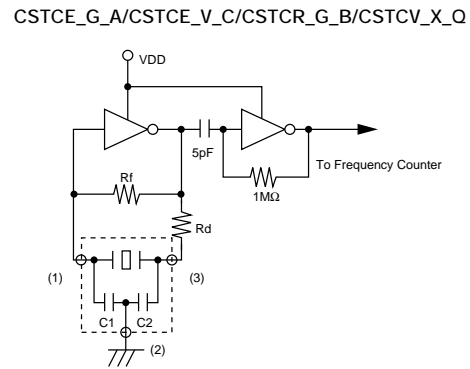 CSTCE_G_A/CSTCE_V_C/CSTCR_G_B/CSTCV_X_Q
VDD
5pF
To Frequency Counter
Rf
1MΩ
Rd
(1)
(3)
C1
C2
(2)